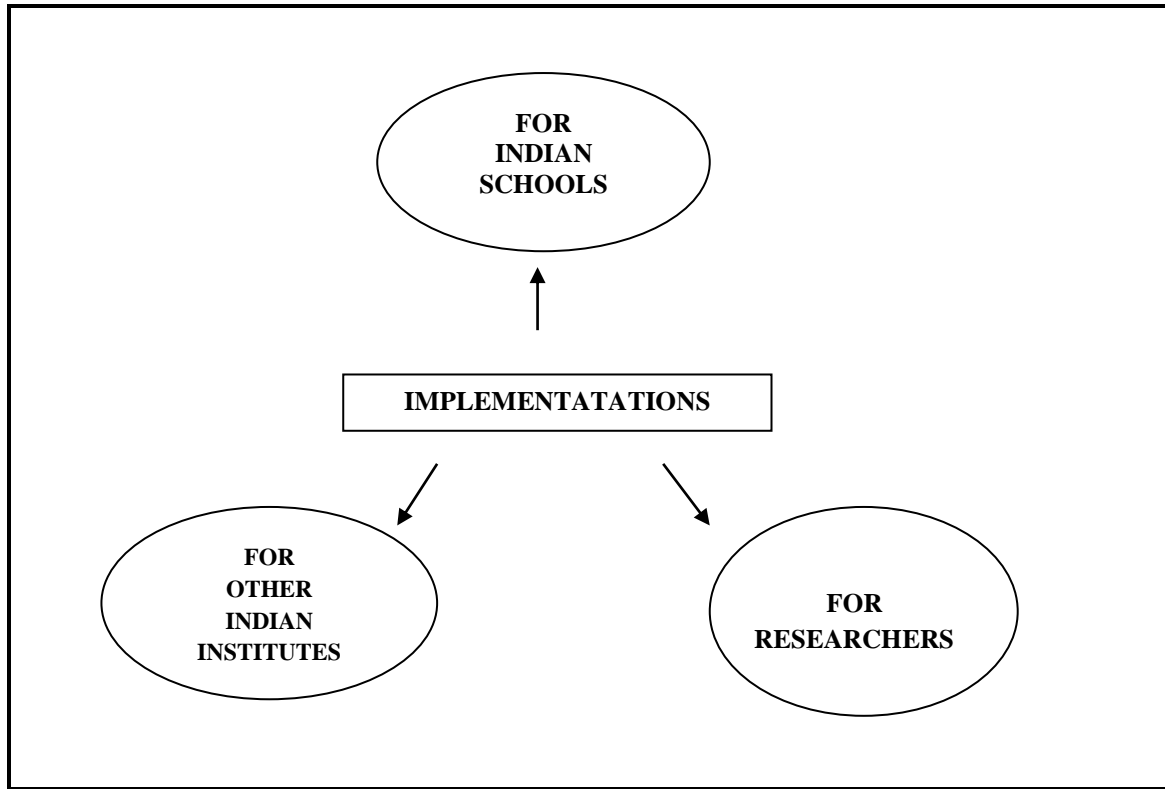 FOR
INDIAN
SCHOOLS
IMPLEMENTATATIONS
FOR
OTHER
INDIAN
INSTITUTES
FOR
RESEARCHERS